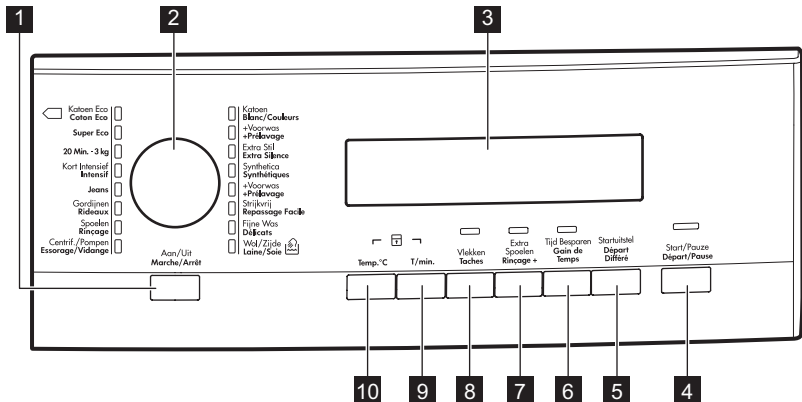 1
2
3
Katoen Eco
Coton Eco
Super Eco
20 Min. - 3 kg
Kort Intensief
Intensif
Jeans
Gordijnen
Rideaux
Spoelen
Rinçage
Centrif./Pompen
Essorage/Vidange
Katoen
Blanc/Couleurs
+Voorwas
+Prélavage
Extra Stil
Extra Silence
Synthetica
Synthétiques
+Voorwas
+Prélavage
Strijkvrij
Repassage Facile
Fijne Was
Délicats
Wol/Zijde
Laine/Soie
Aan/Uit
Marche/Arrêt
Temp.°C
T/min.
Vlekken
Taches
Extra
Spoelen
Rinçage +
Tijd Besparen
Gain de
Temps
Startuitstel
Départ
Différé
Start/Pauze
Départ/Pause
10
9
8
7
6
5
4